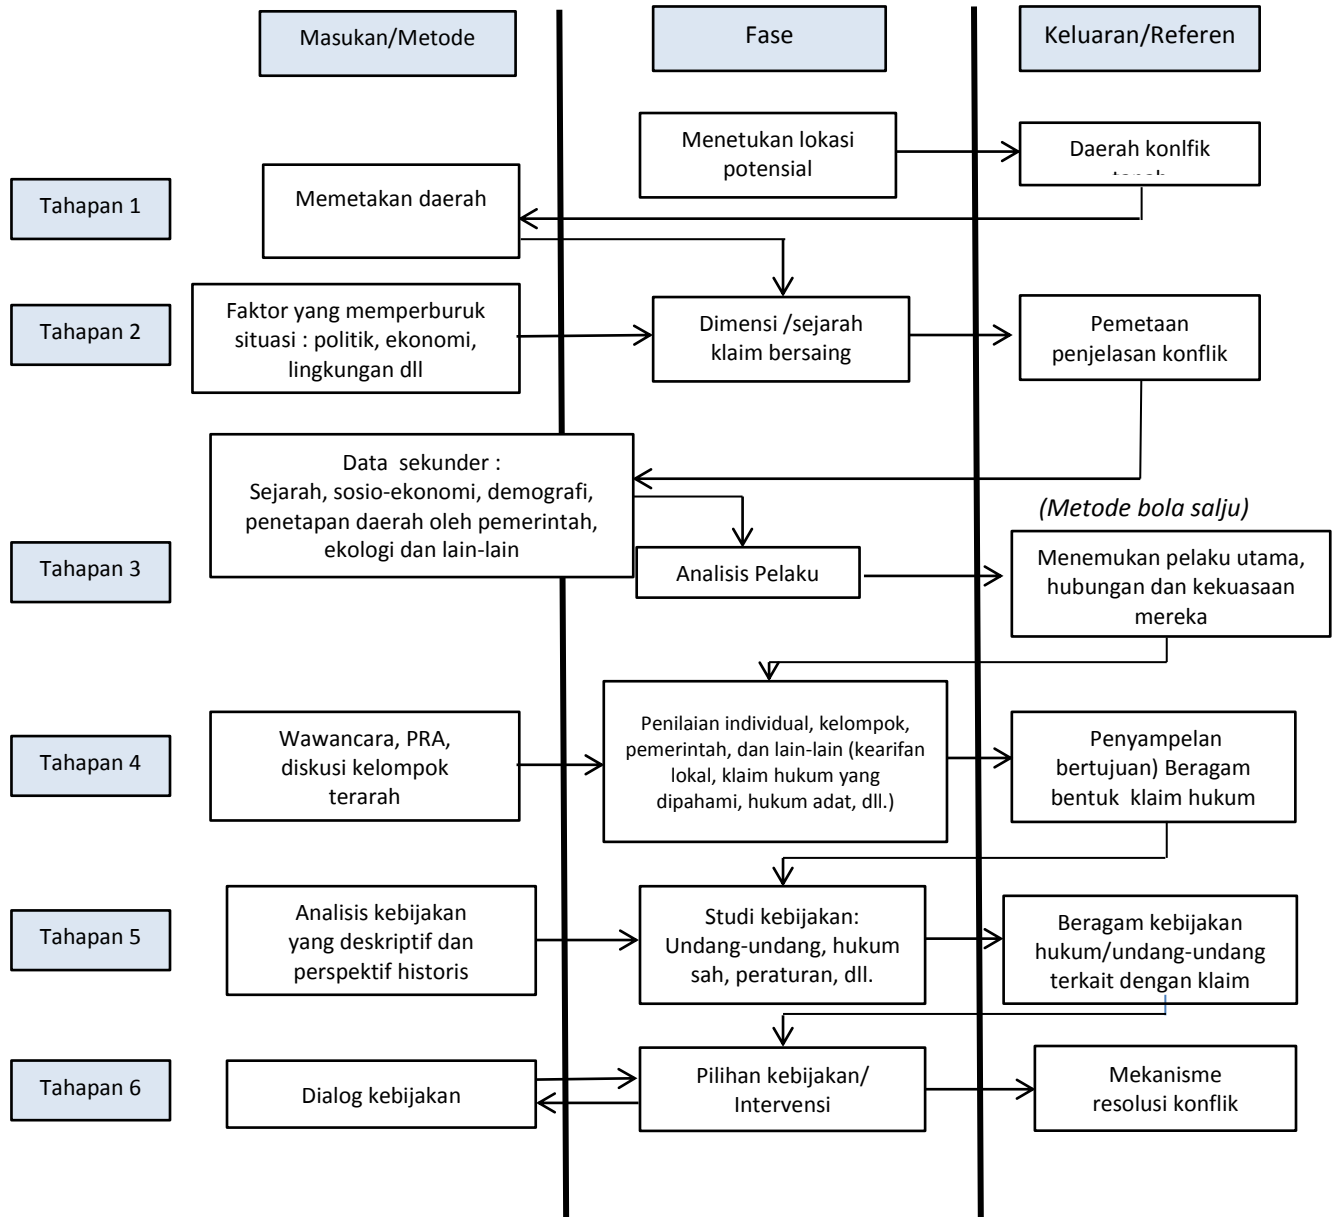 Masukan/Metode
Fase
Keluaran/Referen
Menetukan lokasi
potensial
Daerah konlfik
Tahapan 1
Memetakan daerah
Tahapan 2
Faktor yang memperburuk
situasi : politik, ekonomi,
lingkungan dll
Dimensi /sejarah
klaim bersaing
Pemetaan
penjelasan konflik
Data sekunder :
Sejarah, sosio-ekonomi, demografi,
penetapan daerah oleh pemerintah,
ekologi dan lain-lain
(Metode bola salju)
Tahapan 3
Analisis Pelaku
Menemukan pelaku utama,
hubungan dan kekuasaan
mereka
Tahapan 4
Wawancara, PRA,
diskusi kelompok
terarah
Penilaian individual, kelompok,
pemerintah, dan lain-lain (kearifan
lokal, klaim hukum yang
dipahami, hukum adat, dll.)
Penyampelan
bertujuan) Beragam
bentuk klaim hukum
Tahapan 5
Analisis kebijakan
yang deskriptif dan
perspektif historis
Studi kebijakan:
Undang-undang, hukum
sah, peraturan, dll.
Beragam kebijakan
hukum/undang-undang
terkait dengan klaim
Tahapan 6
Dialog kebijakan
Pilihan kebijakan/
Intervensi
Mekanisme
resolusi konflik